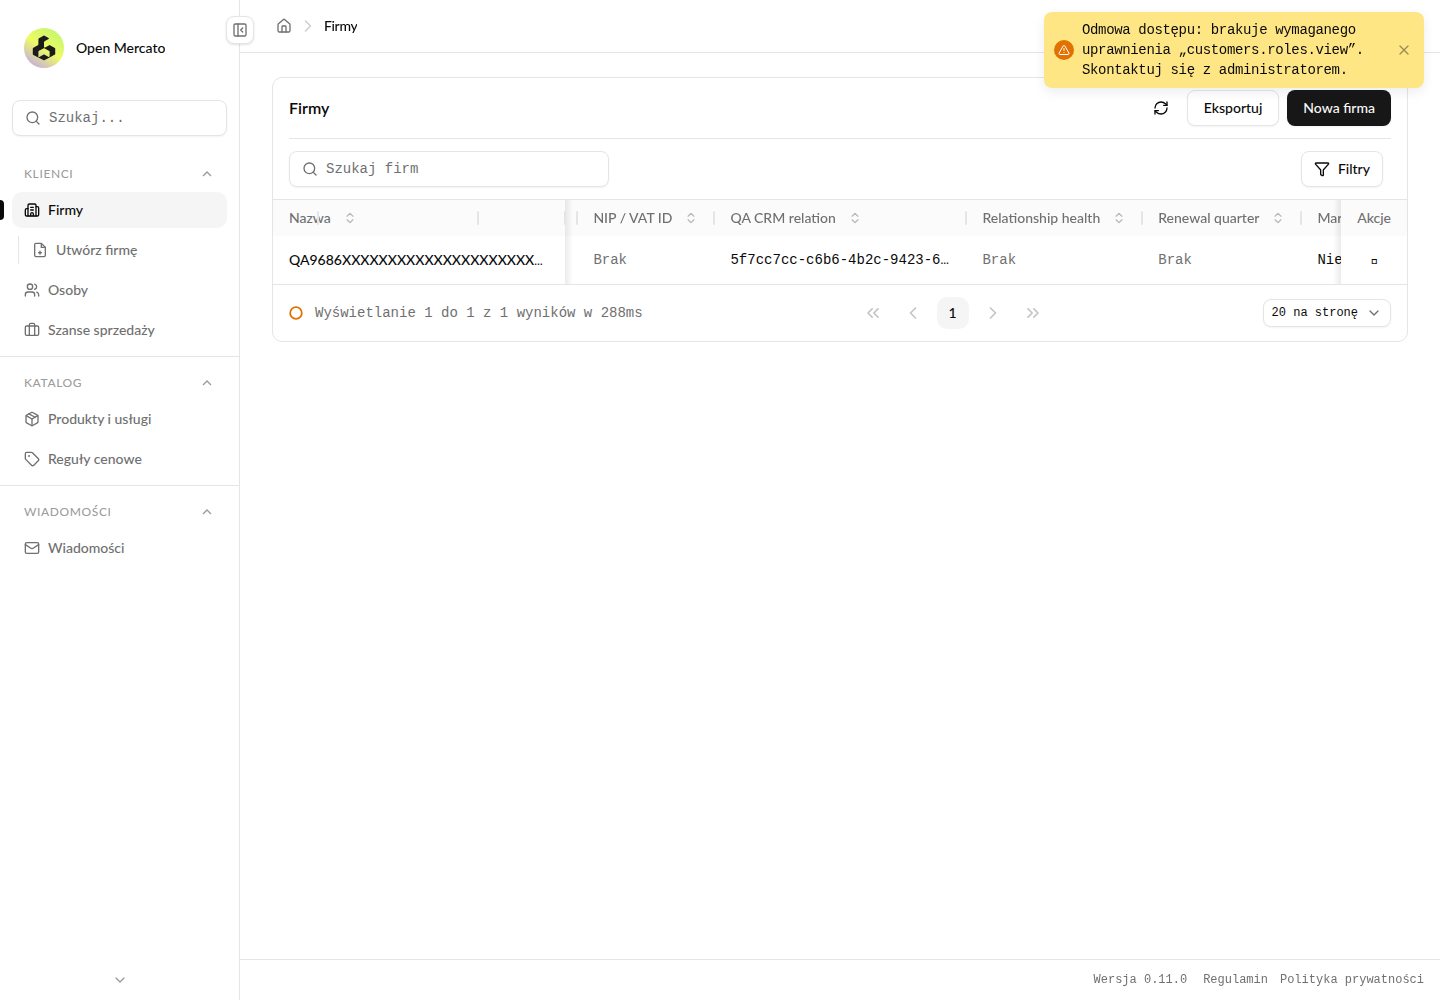 Open Mercato
Szukaj...
KLIENCI
Firmy
Utwórz firmę
Osoby
Szanse sprzedaży
KATALOG
Produkty i usługi
Reguły cenowe
WIADOMOŚCI
Wiadomości
Firmy
Odmowa dostępu: brakuje wymaganego
uprawnienia „customers.roles.view”.
Skontaktuj się z administratorem.
Firmy
Eksportuj
Nowa firma
Szukaj firm
Filtry
Nazwa
NIP / VAT ID
QA CRM relation
Relationship health
Renewal quarter
Mar
Akcje
QA9686XXXXXXXXXXXXXXXXXXXXX…
Brak
5f7cc7cc-c6b6-4b2c-9423-6…
Brak
Brak
Nie
Wyświetlanie 1 do 1 z 1 wyników w 288ms
1
20 na stronę
Wersja 0.11.0
Regulamin
Polityka prywatności